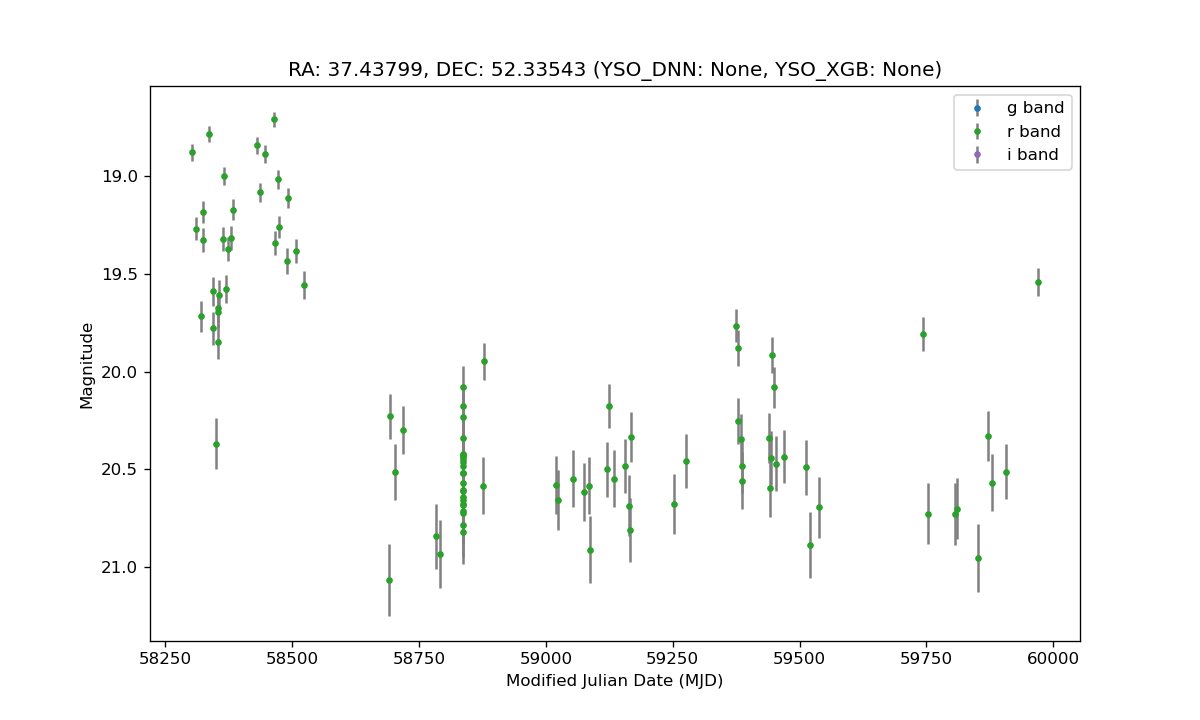 RA: 37.43799, DEC: 52.33543 (YSO_DNN: None, YSO_XGB: None)
g band
r band
i band
19.0
19.5
20.0
20.5
21.0
Magnitude
58250
58500
58750
59000
59250
59500
59750
60000
Modified Julian Date (MJD)